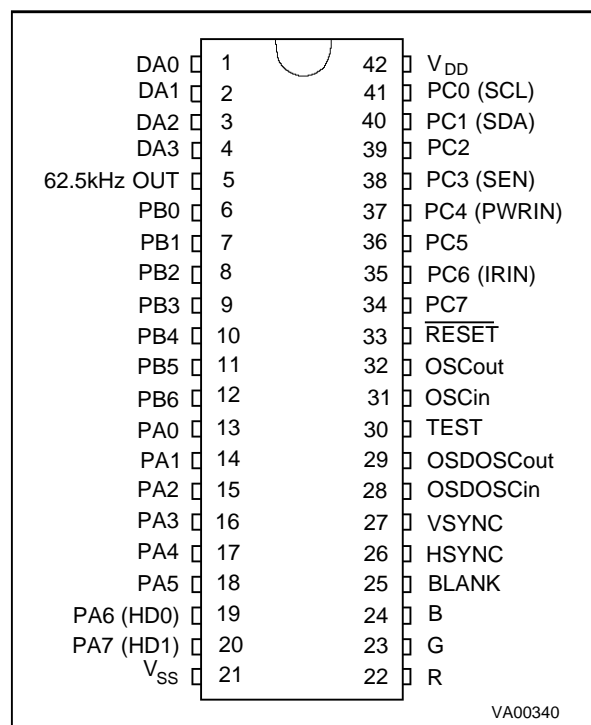 DA0 1 42 VDD
DA1 2 41 PC0 (SCL)
DA2 3 40 PC1 (SDA)
DA3 4 39 PC2
62.5kHz OUT 5 38 PC3 (SEN)
PB0 6 37 PC4 (PWRIN)
PB1 7 36 PC5
PB2 8 35 PC6 (IRIN)
PB3 9 34 PC7
PB4 10 33 RESET
PB5 11 32 OSCout
PB6 12 31 OSCin
PA0 13 30 TEST
PA1 14 29 OSDOSCout
PA2 15 28 OSDOSCin
PA3 16 27 VSYNC
PA4 17 26 HSYNC
PA5 18 25 BLANK
PA6 (HD0) 19 24 B
PA7 (HD1) 20 23 G
VSS 21 22 R
VA00340